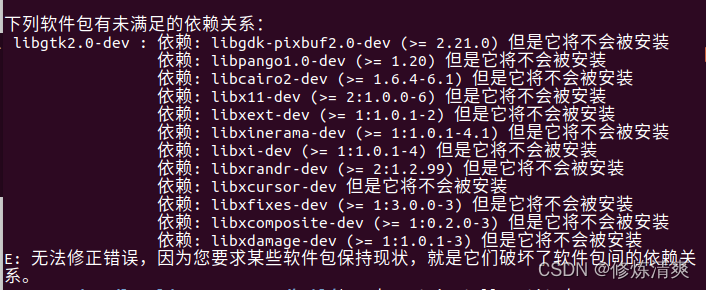 下列软件包有未满足的依赖关系:
libgtk2.0-dev : 依赖: libgdk-pixbuf2.0-dev (>= 2.21.0) 但是它将不会被安装
依赖: libpango1.0-dev (>= 1.20) 但是它将不会被安装
依赖: libcairo2-dev (>= 1.6.4-6.1) 但是它将不会被安装
依赖: libx11-dev (>= 2:1.0.0-6) 但是它将不会被安装
依赖: libxext-dev (>= 1:1.0.1-2) 但是它将不会被安装
依赖: libxinerama-dev (>= 1:1.0.1-4.1) 但是它将不会被安装
依赖: libxi-dev (>= 1:1.0.1-4) 但是它将不会被安装
依赖: libxrandr-dev (>= 2:1.2.99) 但是它将不会被安装
依赖: libxcursor-dev 但是它将不会被安装
依赖: libxfixes-dev (>= 1:3.0.0-3) 但是它将不会被安装
依赖: libxcomposite-dev (>= 1:0.2.0-3) 但是它将不会被安装
依赖: libxdamage-dev (>= 1:1.0.1-3) 但是它将不会被安装
E: 无法修正错误，因为您要求某些软件包保持现状，就是它们破坏了软件包间的依赖关
系。
CSDN @修炼清爽